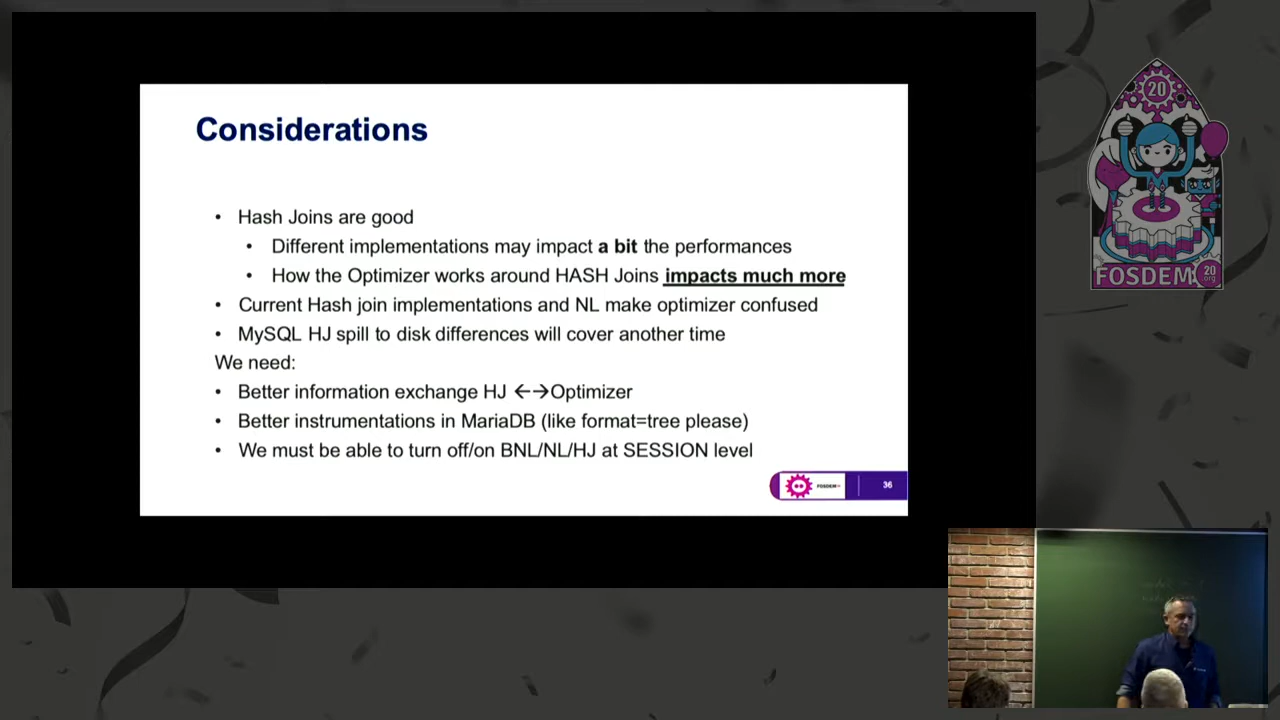 Considerations
• Hash Joins are good
• Different implementations may impact a bit the performances
• How the Optimizer works around HASH Joins impacts much more
• Current Hash join implementations and NL make optimizer confused
• MySQL HJ spill to disk differences will cover another time
We need:
• Better information exchange HJ ←→Optimizer
• Better instrumentations in MariaDB (like format=tree please)
• We must be able to turn off/on BNL/NL/HJ at SESSION level
FOSDEM
36
20
FOSDEM
20
.org